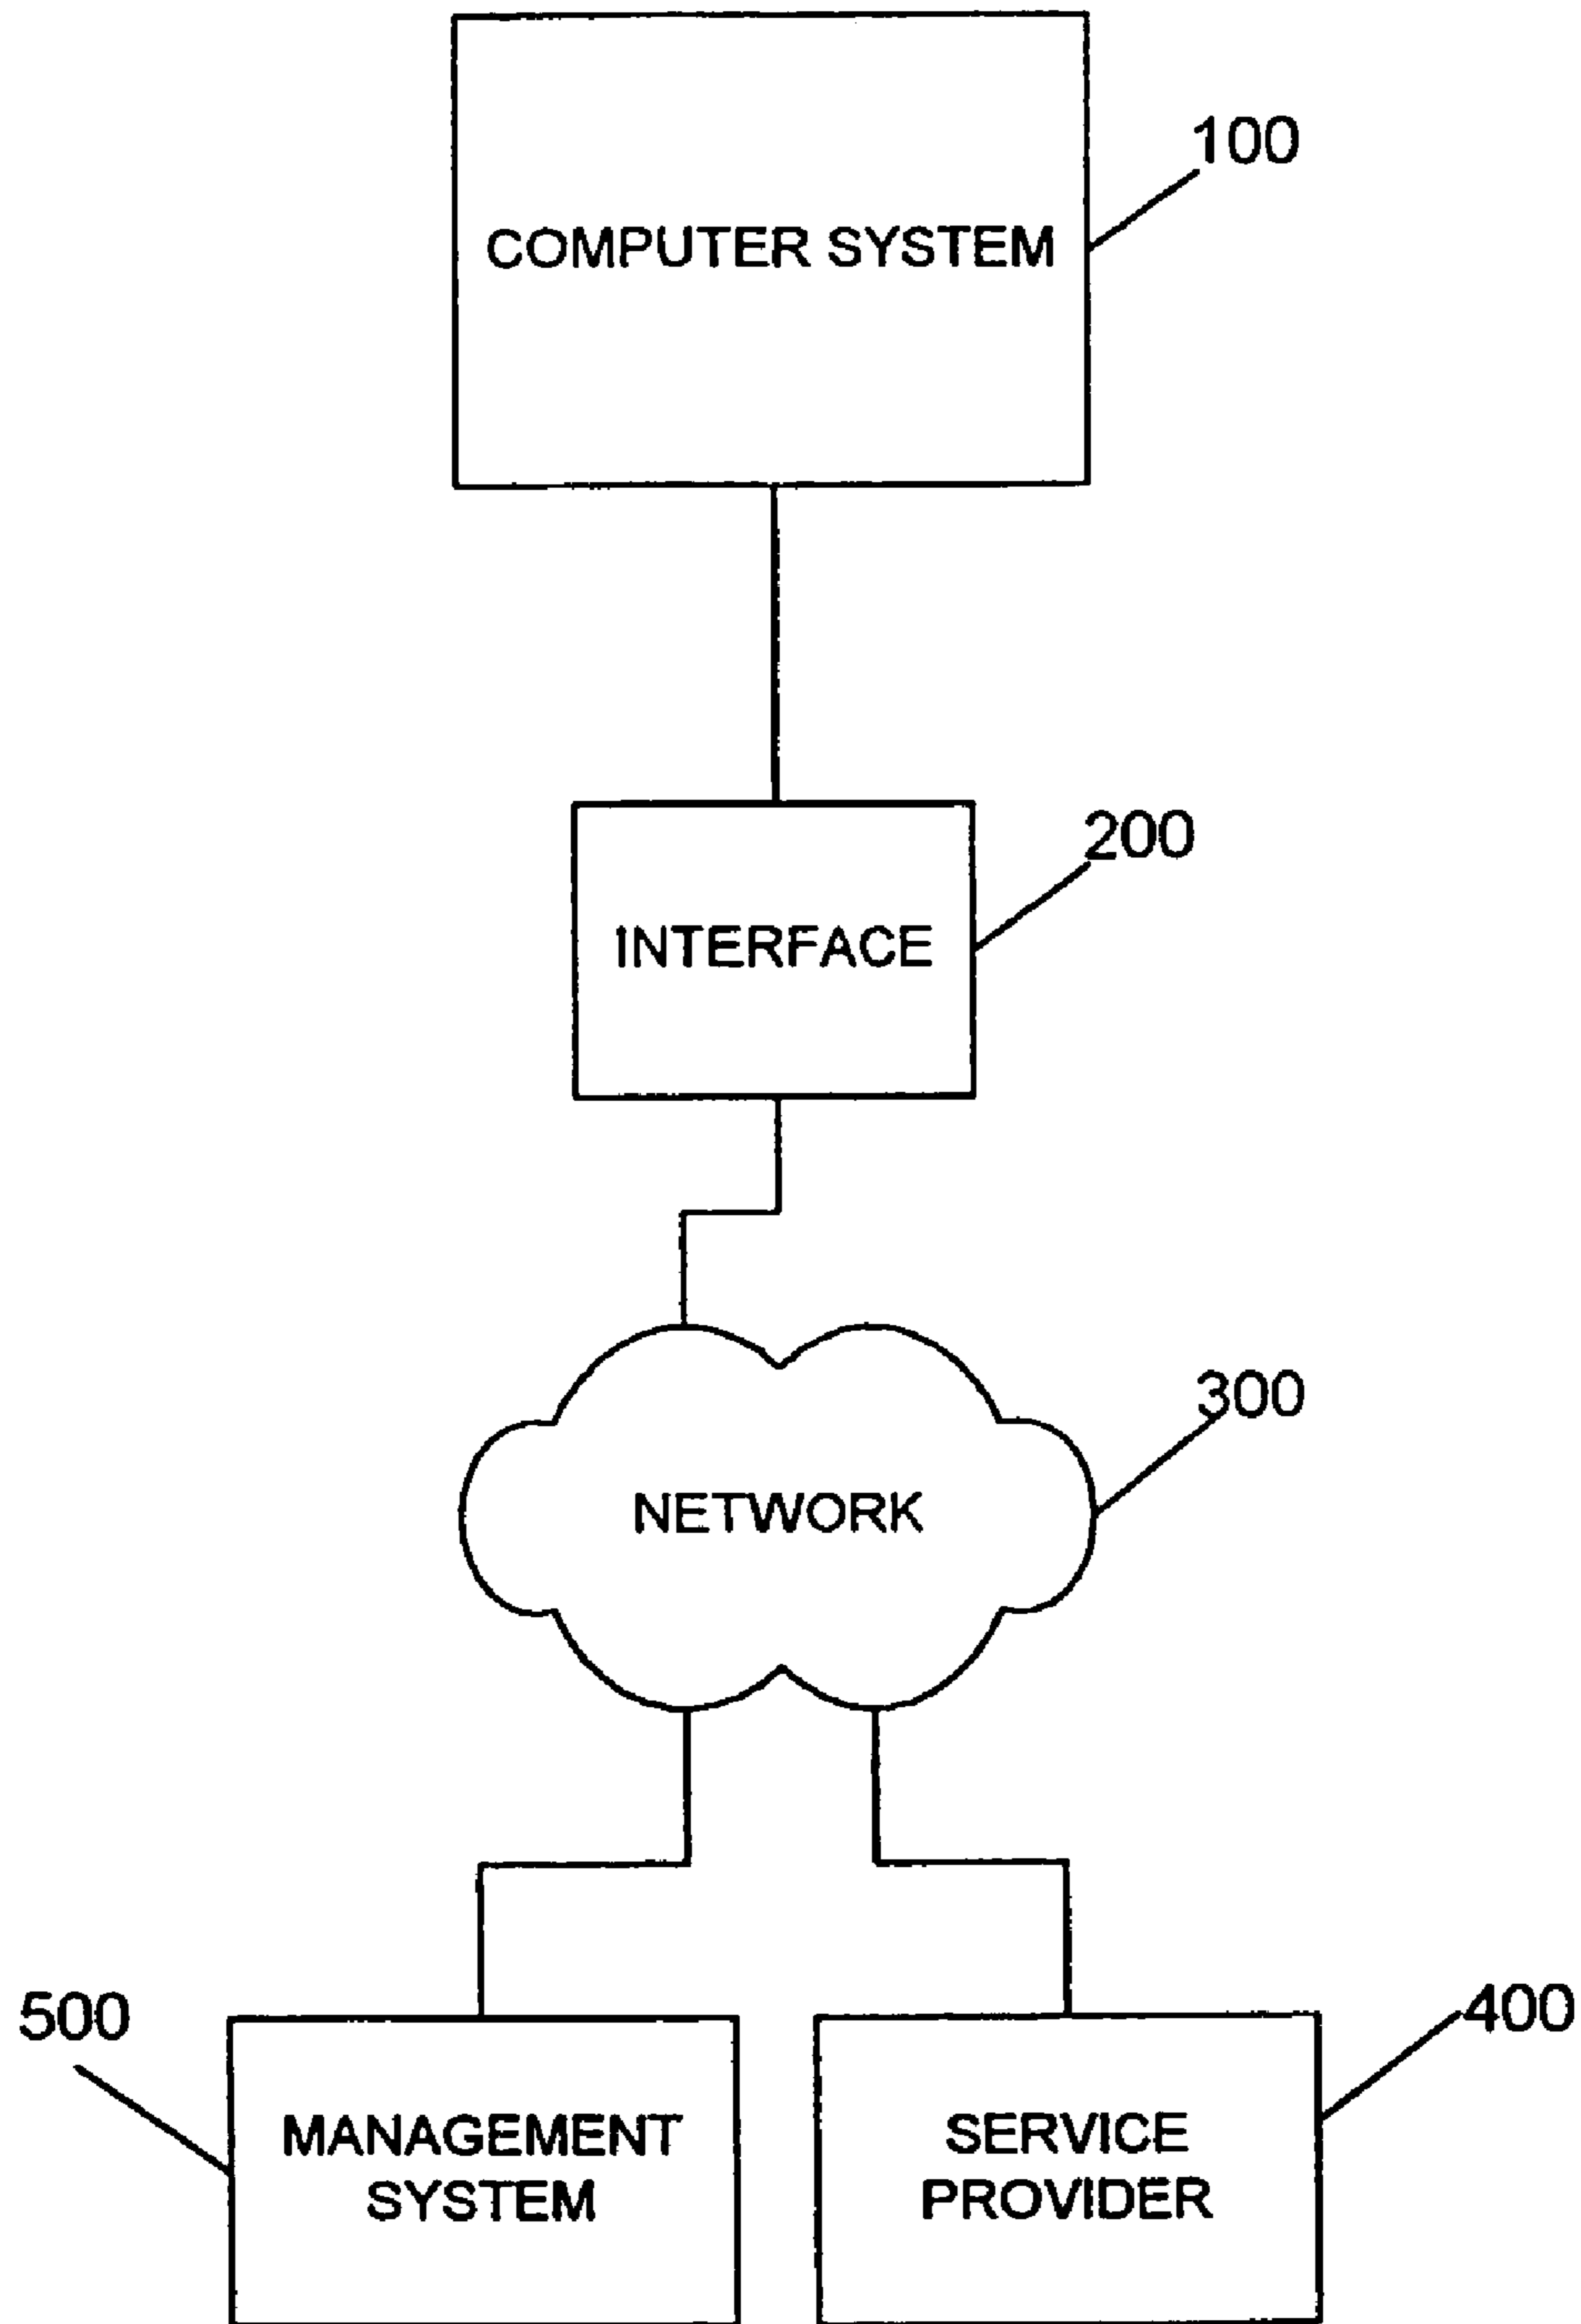 100
COMPUTER SYSTEM
200
INTERFACE
300
NETWORK
500
400
MANAGEMENT
SYSTEM
SERVICE
PROVIDER